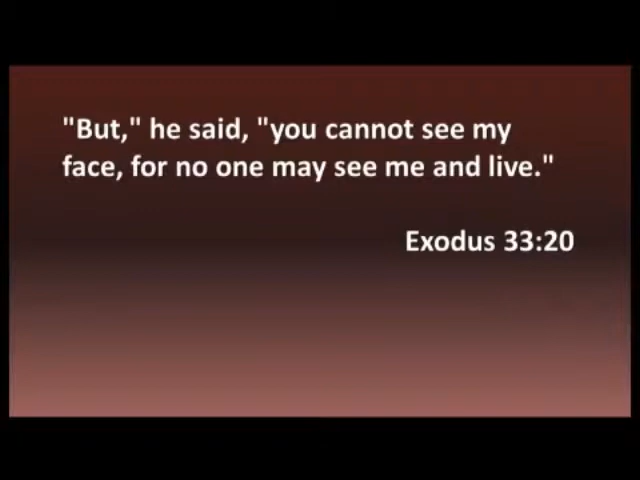 "But," he said, "you cannot see my
face, for no one may see me and live."
Exodus 33:20